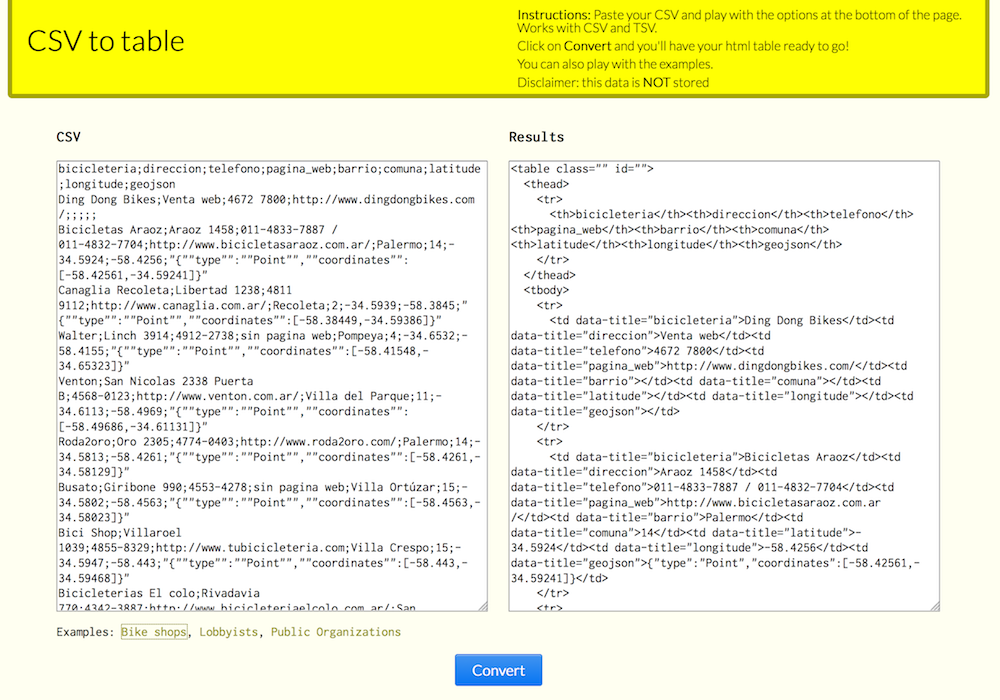 CSV to table
Instructions: Paste your CSV and play with the options at the bottom of the page.
Works with CSV and TSV.
Click on Convert and you'll have your html table ready to go!
You can also play with the examples.
Disclaimer: this data is NOT stored
CSV
bicicleteria;direccion;telefono;pagina_web;barrio;comuna;latitude
;longitude;geojson
Ding Dong Bikes;Venta web;4672 7800;http://www.dingdongbikes.com
/;;;;;
Bicicletas Araoz;Araoz 1458;011-4833-7887 /
011-4832-7704;http://www.bicicletasaraoz.com.ar/;Palermo;14;-
34.5924;-58.4256;"{""type"":""Point"",""coordinates"":
[-58.42561,-34.59241]}"
Canaglia Recoleta;Libertad 1238;4811
9112;http://www.canaglia.com.ar/;Recoleta;2;-34.5939;-58.3845;"
{""type"":""Point"",""coordinates"":[-58.38449,-34.59386]}"
Walter;Linch 3914;4912-2738;sin pagina web;Pompeya;4;-34.6532;-
58.4155;"{""type"":""Point"",""coordinates"":[-58.41548,-
34.65323]}"
Venton;San Nicolas 2338 Puerta
B;4568-0123;http://www.venton.com.ar/;Villa del Parque;11;-
34.6113;-58.4969;"{""type"":""Point"",""coordinates"":
[-58.49686,-34.61131]}"
Roda2oro;Oro 2305;4774-0403;http://www.roda2oro.com/;Palermo;14;-
34.5813;-58.4261;"{""type"":""Point"",""coordinates"":[-58.4261,-
34.58129]}"
Busato;Giribone 990;4553-4278;sin pagina web;Villa Ortúzar;15;-
34.5802;-58.4563;"{""type"":""Point"",""coordinates"":[-58.4563,-
34.58023]}"
Bici Shop;Villaroel
1039;4855-8329;http://www.tubicicleteria.com;Villa Crespo;15;-
34.5947;-58.443;"{""type"":""Point"",""coordinates"":[-58.443,-
34.59468]}"
Bicicleterias El colo;Rivadavia
770;4342-3887;http://www.bicicleteriaelcolo.com.ar/;San
Results
<table class="" id="">
<thead>
<tr>
<th>bicicleteria</th><th>direccion</th><th>telefono</th>
<th>pagina_web</th><th>barrio</th><th>comuna</th>
<th>latitude</th><th>longitude</th><th>geojson</th>
</tr>
</thead>
<tbody>
<tr>
<td data-title="bicicleteria">Ding Dong Bikes</td><td
data-title="direccion">Venta web</td><td
data-title="telefono">4672 7800</td><td
data-title="pagina_web">http://www.dingdongbikes.com/</td><td
data-title="barrio"></td><td data-title="comuna"></td><td
data-title="latitude"></td><td data-title="longitude"></td><td
data-title="geojson"></td>
</tr>
<tr>
<td data-title="bicicleteria">Bicicletas Araoz</td><td
data-title="direccion">Araoz 1458</td><td
data-title="telefono">011-4833-7887 / 011-4832-7704</td><td
data-title="pagina_web">http://www.bicicletasaraoz.com.ar
/</td><td data-title="barrio">Palermo</td><td
data-title="comuna">14</td><td data-title="latitude">-
34.5924</td><td data-title="longitude">-58.4256</td><td
data-title="geojson">{"type":"Point","coordinates":[-58.42561,-
34.59241]}</td>
</tr>
<tr>
Examples: Bike shops, Lobbyists, Public Organizations
Convert